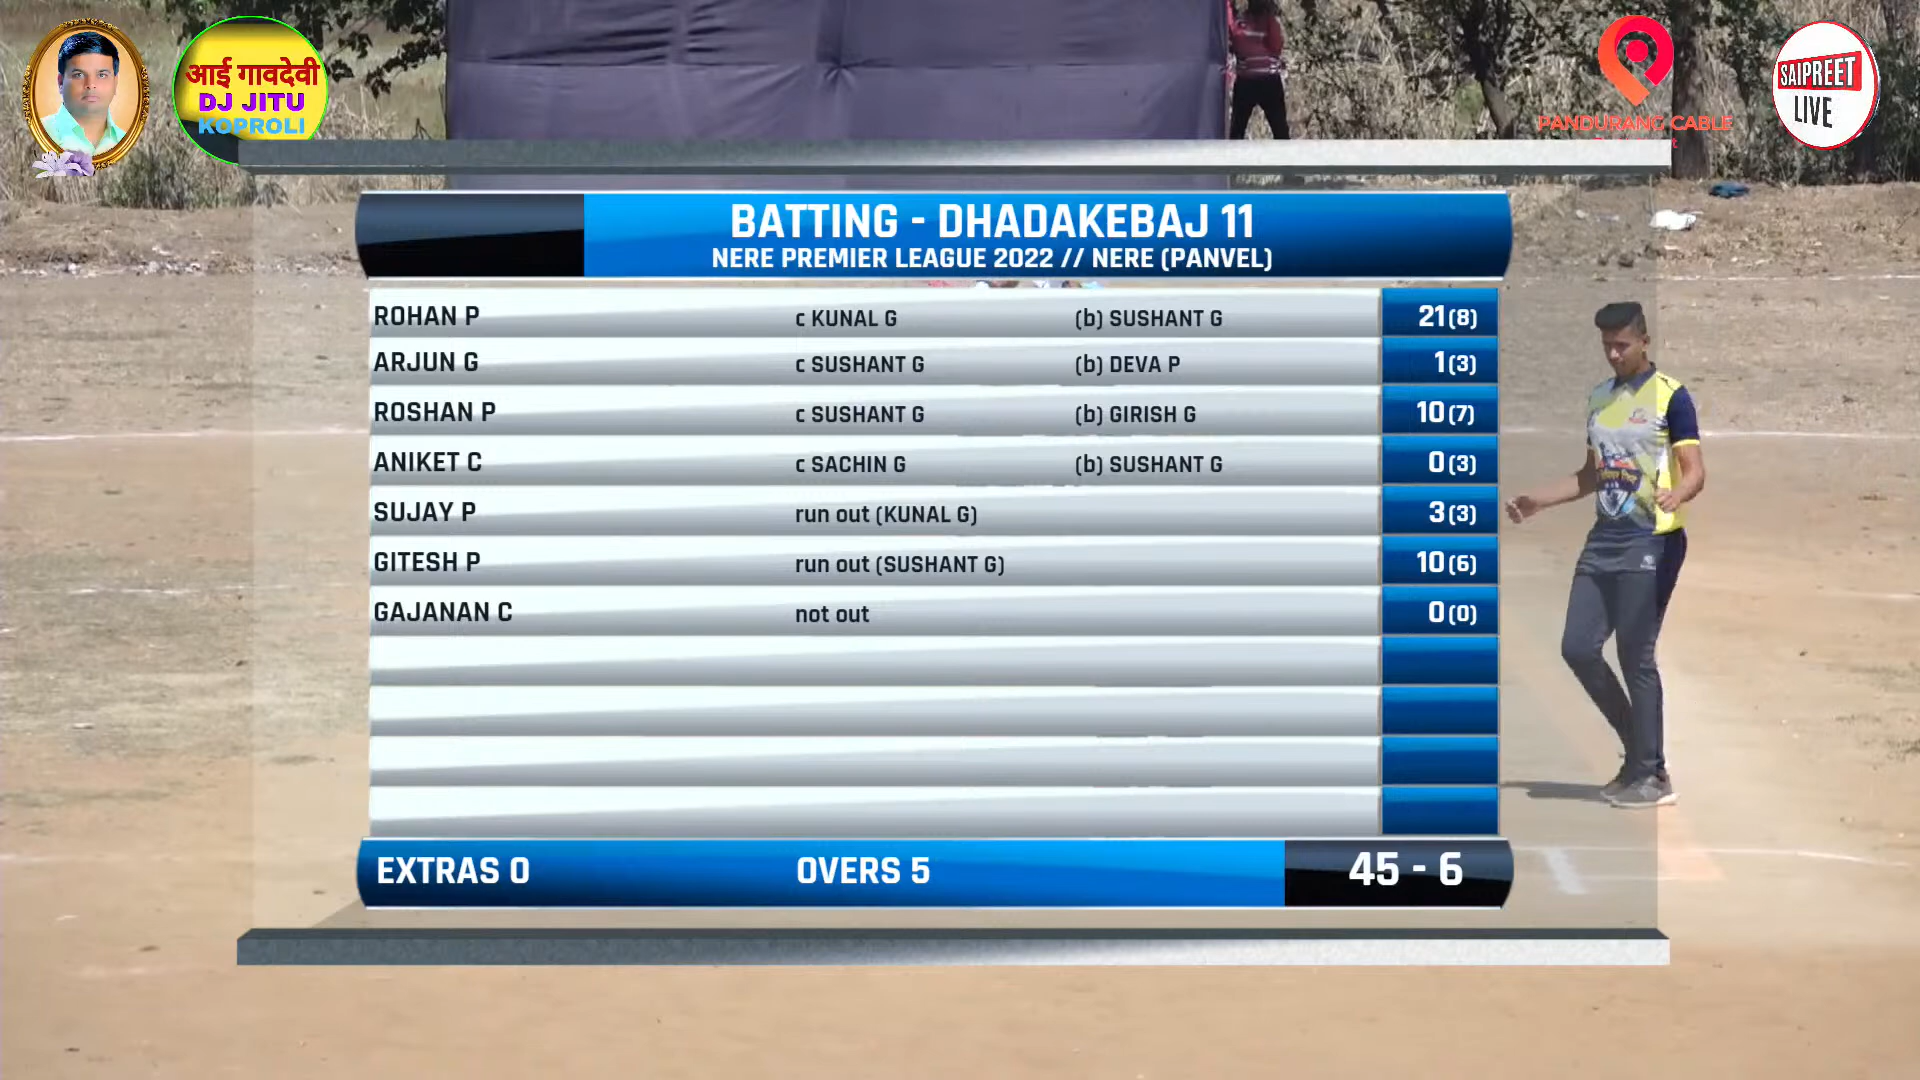 आई गावदेवी
DJ JITU
KOPROLI
PANDURANG CABLE
SAIPREET
LIVE
BATTING - DHADAKEBAJ 11
NERE PREMIER LEAGUE 2022 // NERE (PANVEL)
ROHAN P c KUNAL G (b) SUSHANT G 21(8)
ARJUN G c SUSHANT G (b) DEVA P 1(3)
ROSHAN P c SUSHANT G (b) GIRISH G 10(7)
ANIKET C c SACHIN G (b) SUSHANT G 0(3)
SUJAY P run out (KUNAL G) 3(3)
GITESH P run out (SUSHANT G) 10(6)
GAJANAN C not out 0(0)
EXTRAS 0 OVERS 5 45 - 6